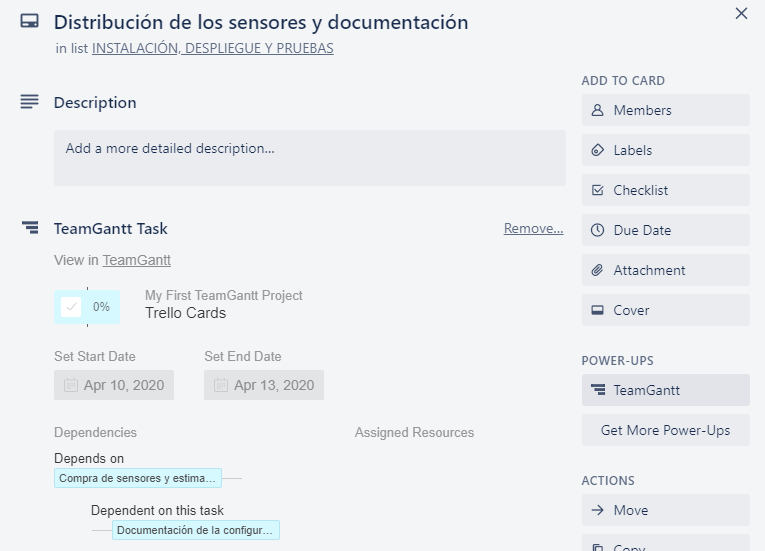 Distribución de los sensores y documentación
in list INSTALACIÓN, DESPLIEGUE Y PRUEBAS
Description
Add a more detailed description…
TeamGantt Task
Remove...
View in TeamGantt
0%
My First TeamGantt Project
Trello Cards
Set Start Date
Set End Date
Apr 10, 2020
Apr 13, 2020
Dependencies
Assigned Resources
Depends on
Compra de sensores y estima…
Dependent on this task
Documentación de la configur…
ADD TO CARD
Members
Labels
Checklist
Due Date
Attachment
Cover
POWER-UPS
TeamGantt
Get More Power-Ups
ACTIONS
Move
Copy